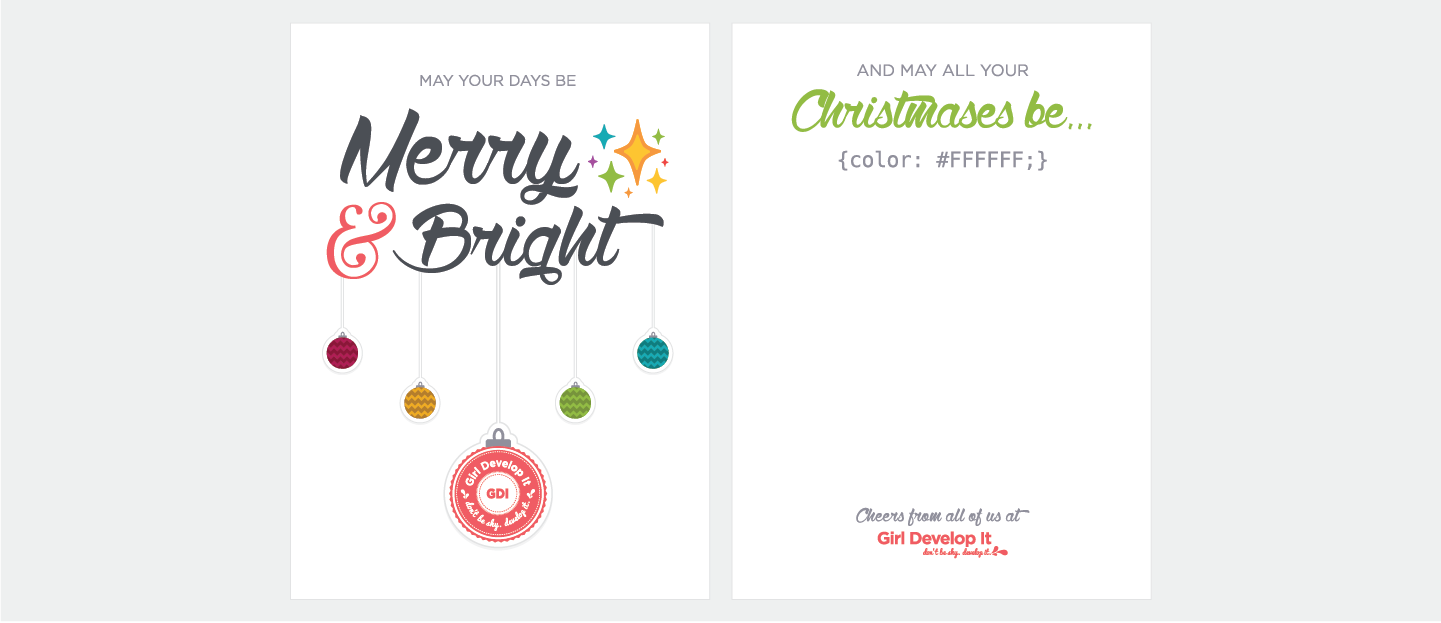 MAY YOUR DAYS BE
Merry
& Bright
Girl Develop It
GDI
don't be shy. develop it.
AND MAY ALL YOUR
Christmases be...
{color: #FFFFFF;}
Cheers from all of us at
Girl Develop It
don't be shy. develop it.